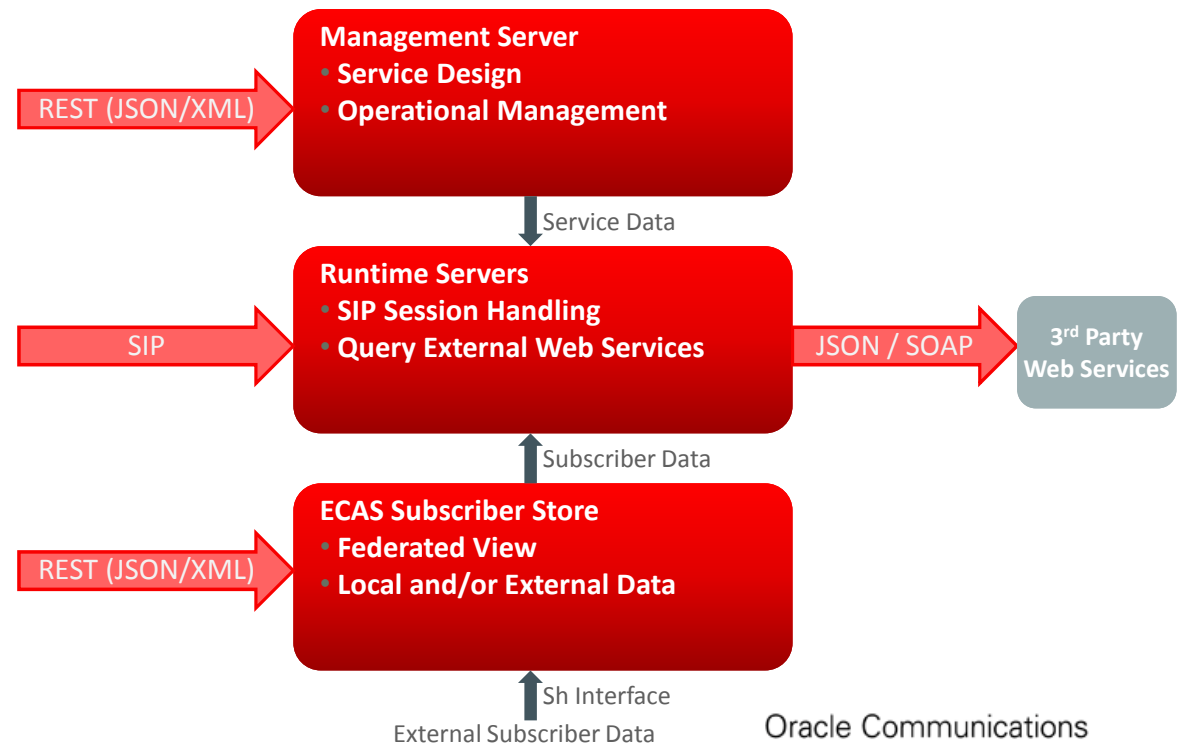 Management Server
• Service Design
• Operational Management
REST (JSON/XML)
Service Data
Runtime Servers
• SIP Session Handling
• Query External Web Services
SIP
JSON / SOAP
3rd Party
Web Services
Subscriber Data
ECAS Subscriber Store
• Federated View
• Local and/or External Data
REST (JSON/XML)
Sh Interface
External Subscriber Data
Oracle Communications